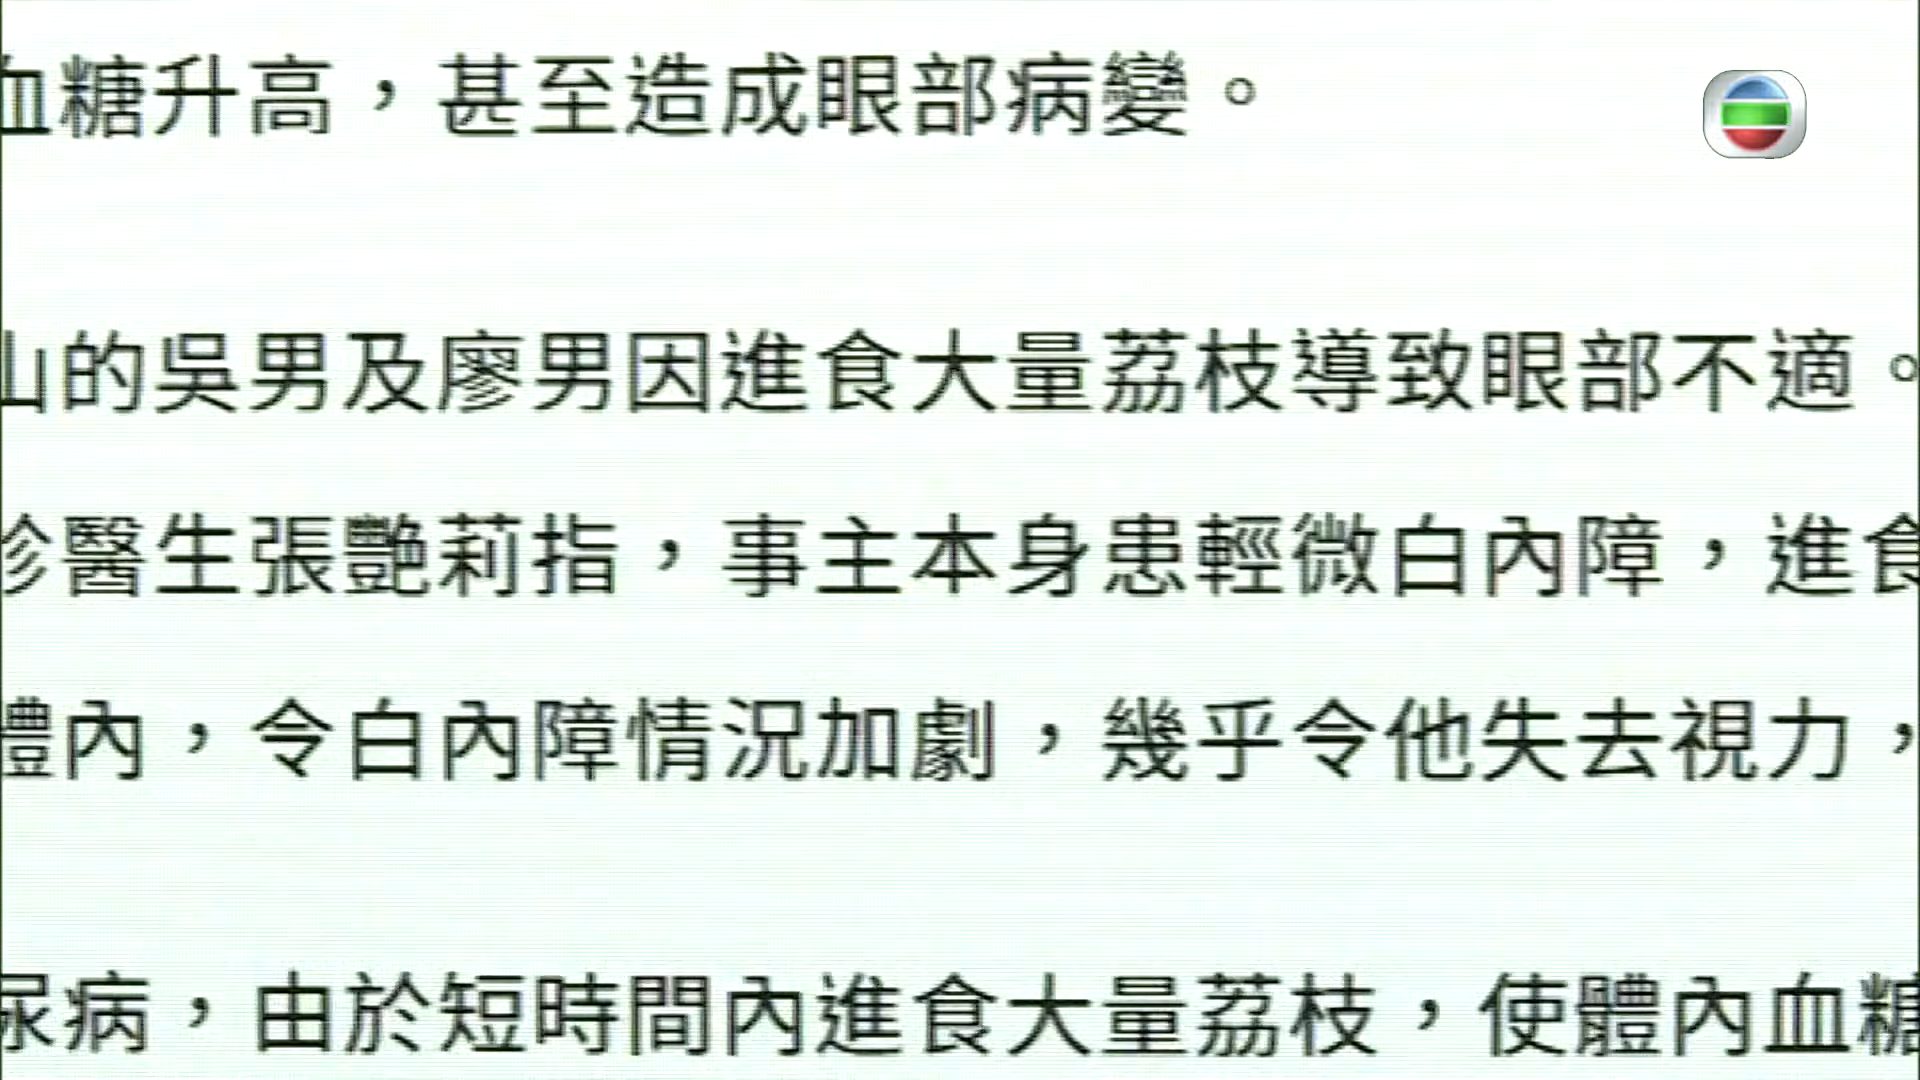 血糖升高，甚至造成眼部病變。
山的吳男及廖男因進食大量荔枝導致眼部不適。
診醫生張艷莉指，事主本身患輕微白內障，進食
體內，令白內障情況加劇，幾乎令他失去視力，
尿病，由於短時間內進食大量荔枝，使體內血糖